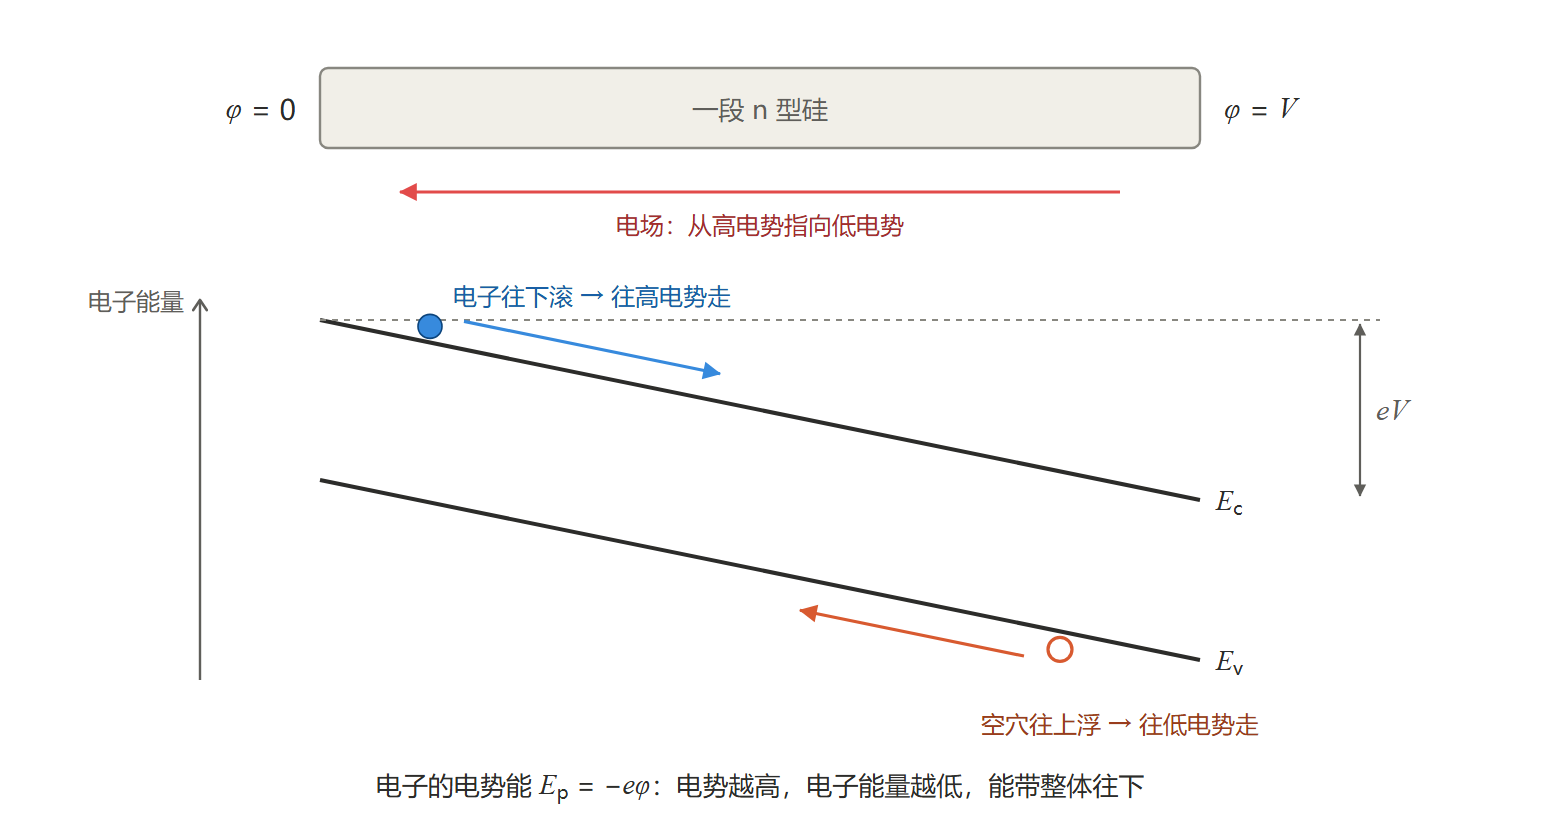 φ = 0
一段 n 型硅
φ = V
电场：从高电势指向低电势
电子能量
电子往下滚 → 往高电势走
eV
E_c
E_v
空穴往上浮 → 往低电势走
电子的电势能 E_p = −eφ：电势越高，电子能量越低，能带整体往下